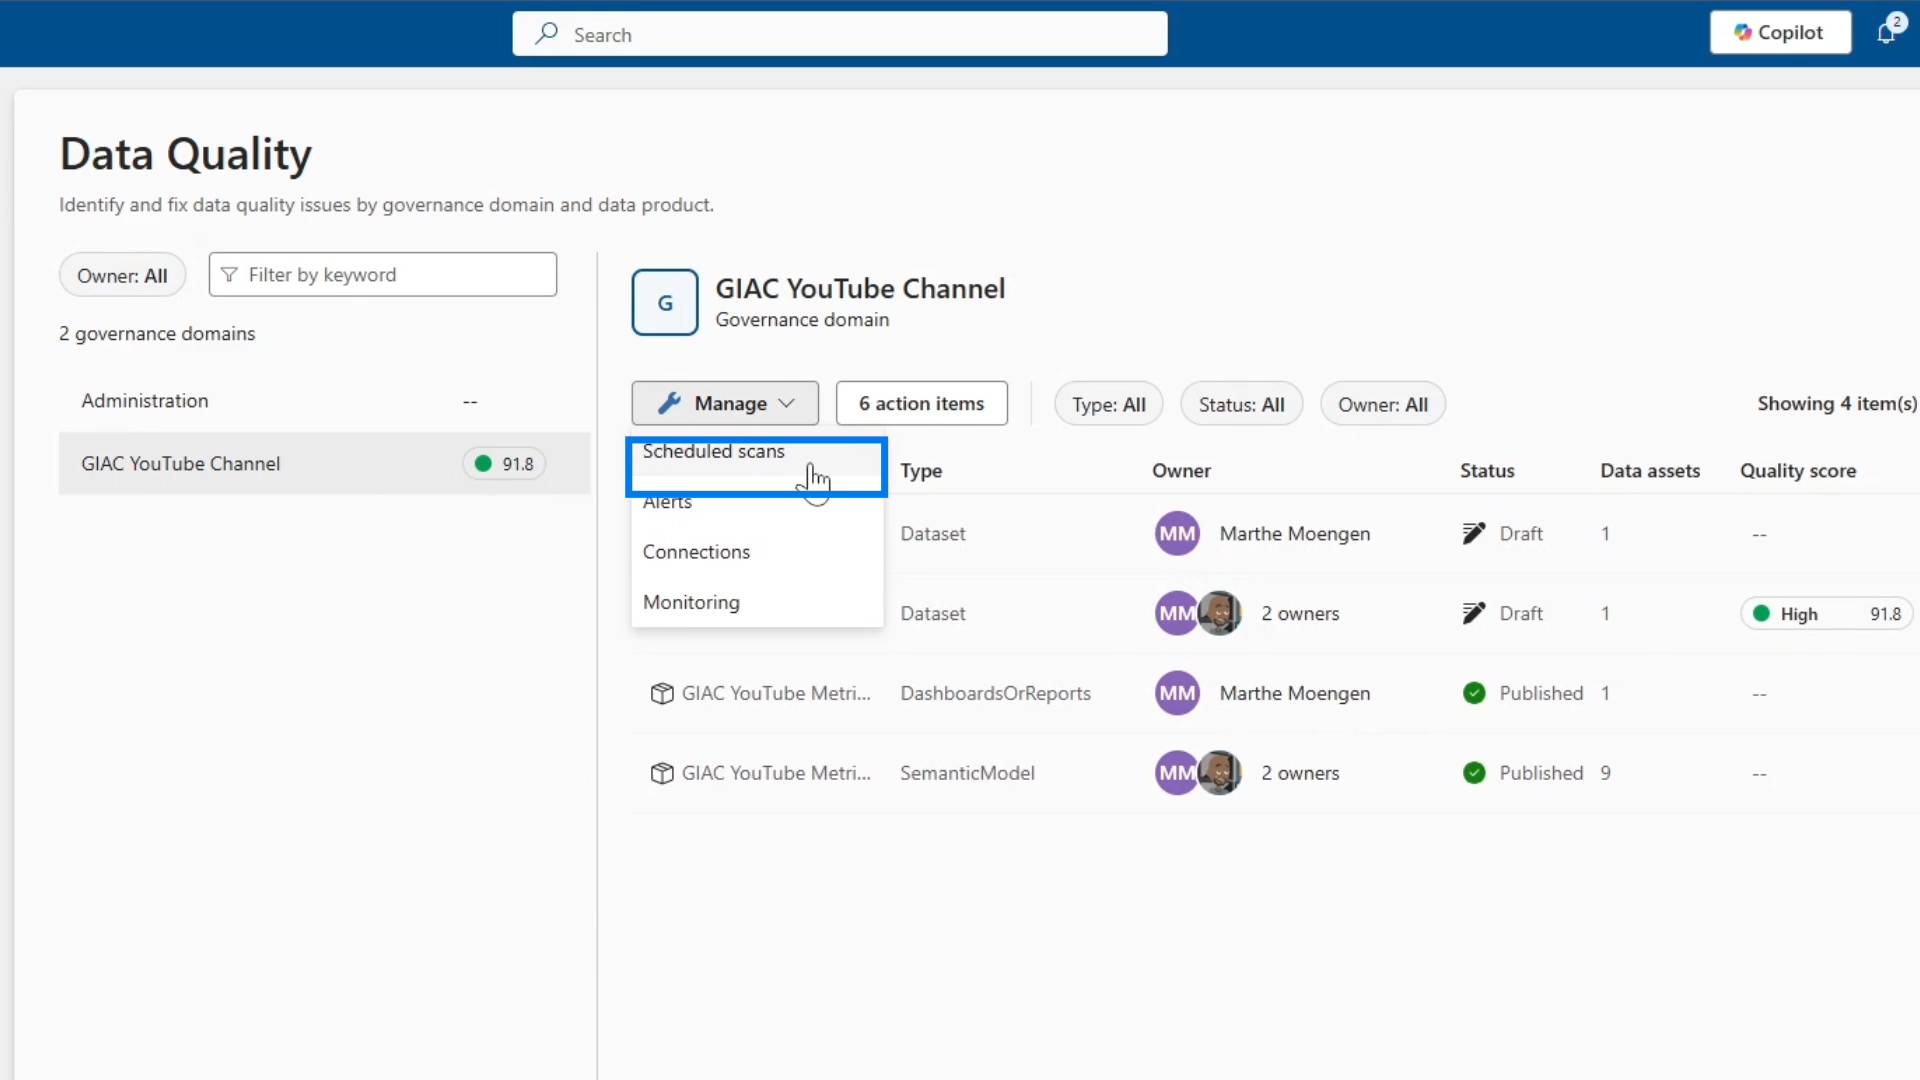 Search
Copilot
2
Data Quality
Identify and fix data quality issues by governance domain and data product.
Owner: All
Filter by keyword
2 governance domains
Administration --
GIAC YouTube Channel 91.8
G
GIAC YouTube Channel
Governance domain
Manage
6 action items
Type: All
Status: All
Owner: All
Showing 4 item(s)
Scheduled scans
Alerts
Connections
Monitoring
Type Owner Status Data assets Quality score
Dataset MM Marthe Moengen Draft 1 --
Dataset MM 2 owners Draft 1 High 91.8
GIAC YouTube Metri... DashboardsOrReports MM Marthe Moengen Published 1 --
GIAC YouTube Metri... SemanticModel MM 2 owners Published 9 --